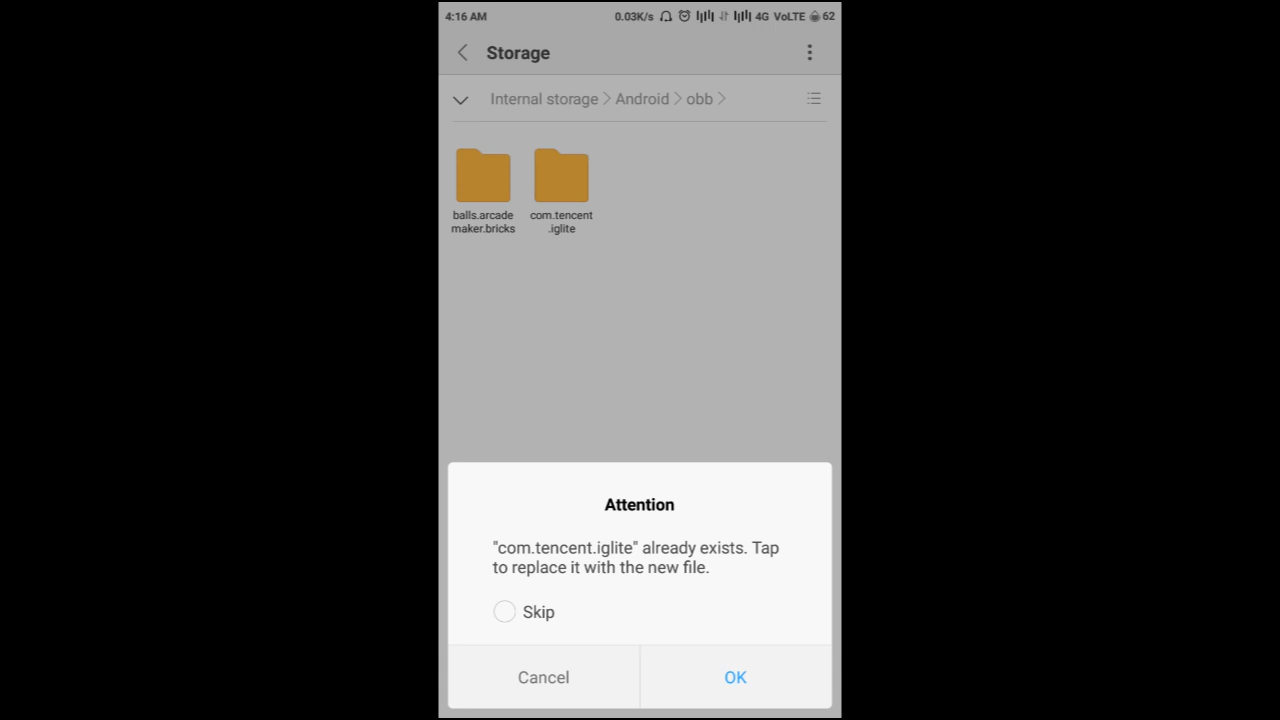 4:16 AM 0.03K/s 4G VoLTE 62
Storage
Internal storage Android obb
balls.arcade
maker.bricks
com.tencent
.iglite
Attention
"com.tencent.iglite" already exists. Tap
to replace it with the new file.
Skip
Cancel OK